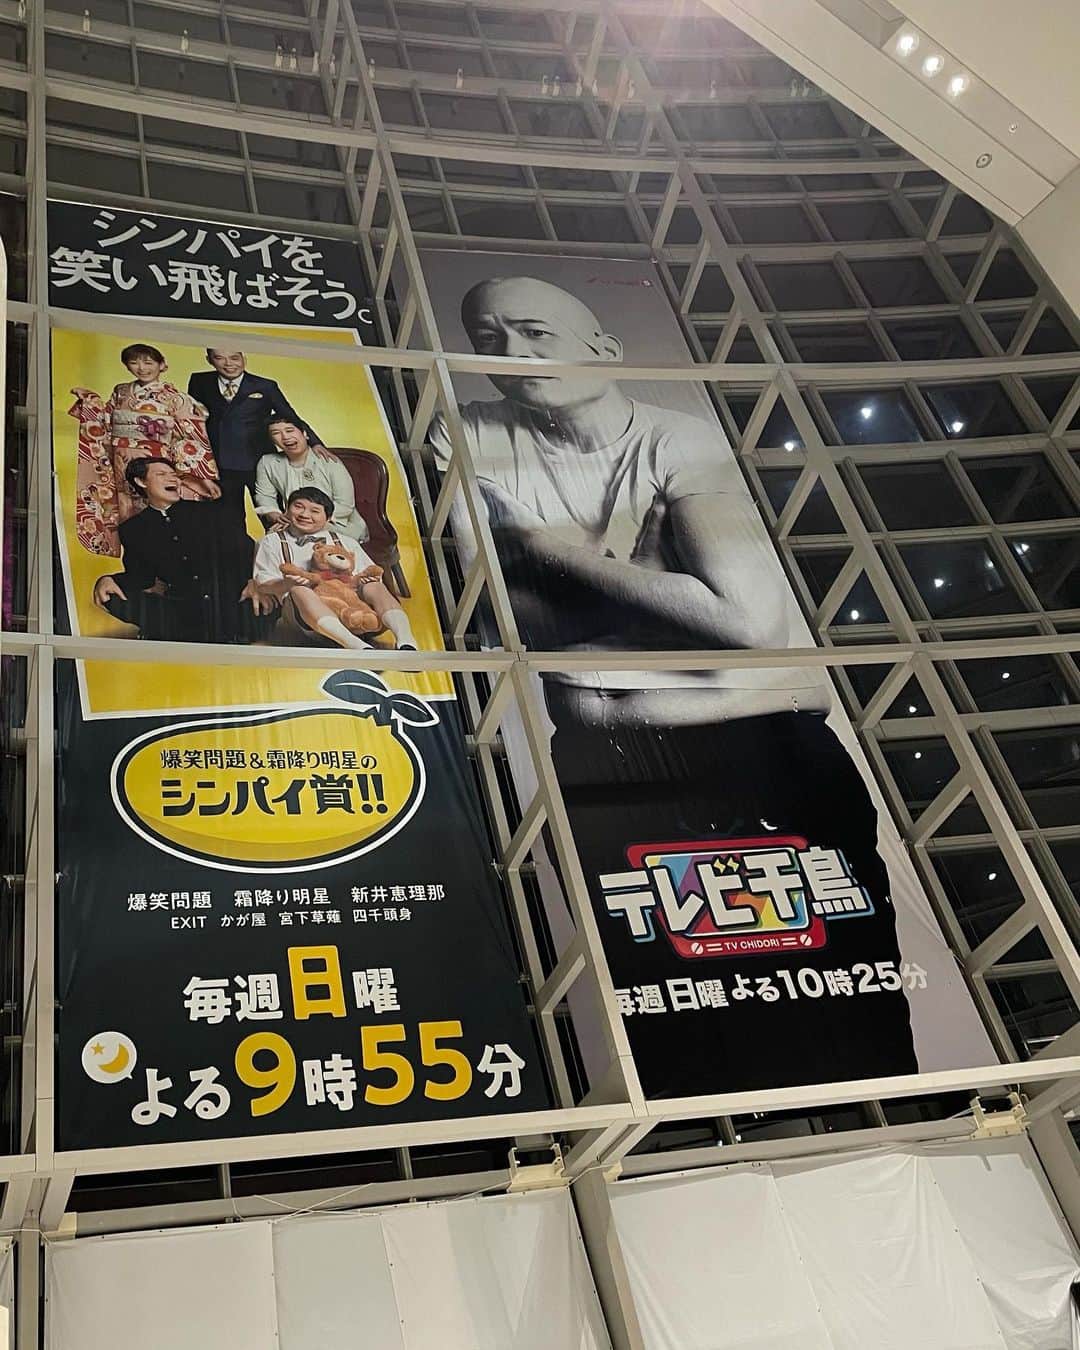 シンパイを
笑い飛ばそう。
爆笑問題&霜降り明星の
シンパイ賞!!
爆笑問題 霜降り明星 新井恵理那
EXIT かが屋 宮下草薙 四千頭身
毎週日曜
よる9時55分
テレビ千鳥
TV CHIDORI
毎週日曜よる10時25分